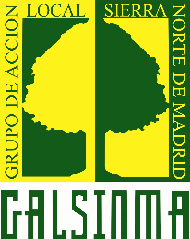 GRUPO DE ACCION LOCAL SIERRA NORTE DE MADRID
GALSINMA